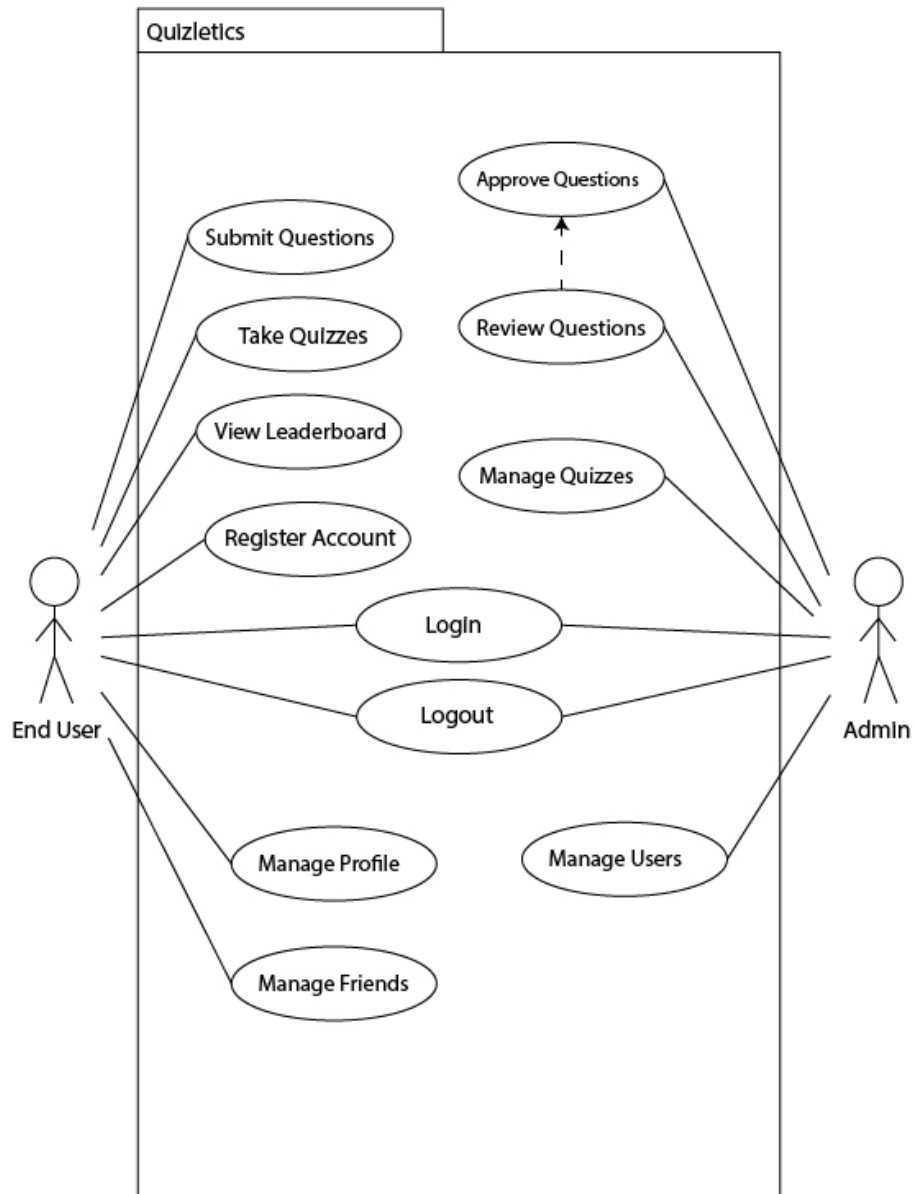 Quizletics
Approve Questions
Submit Questions
Review Questions
Take Quizzes
View Leaderboard
Manage Quizzes
Register Account
Login
Logout
End User
Admin
Manage Profile
Manage Users
Manage Friends